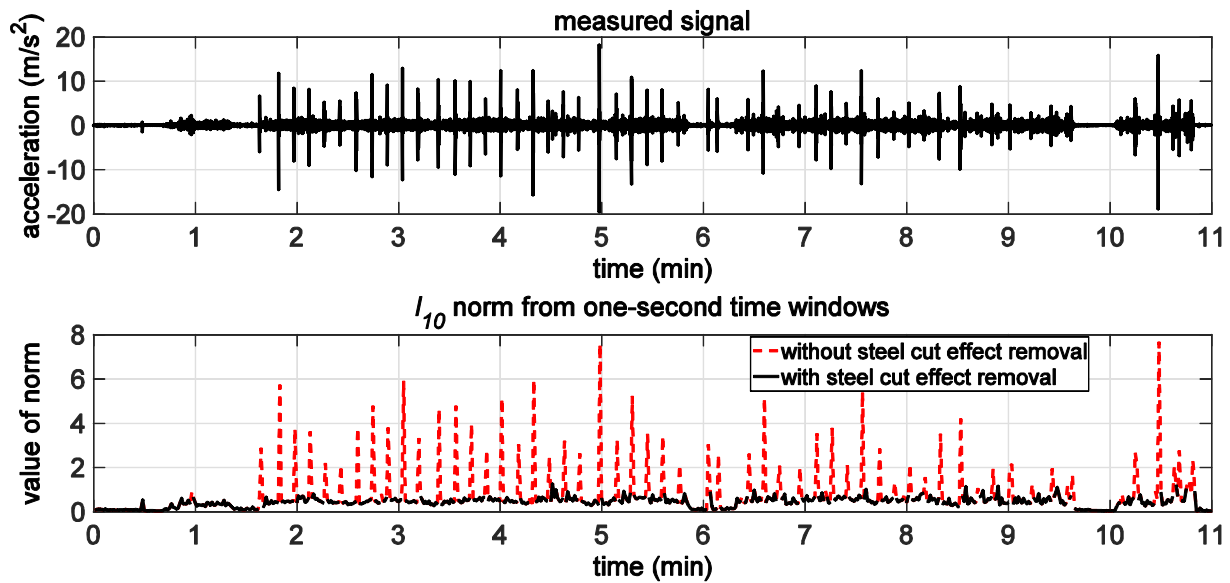 measured signal
acceleration (m/s²)
20
10
0
-10
-20
0 1 2 3 4 5 6 7 8 9 10 11
time (min)
l₁₀ norm from one-second time windows
value of norm
8
6
4
2
0
without steel cut effect removal
with steel cut effect removal
0 1 2 3 4 5 6 7 8 9 10 11
time (min)